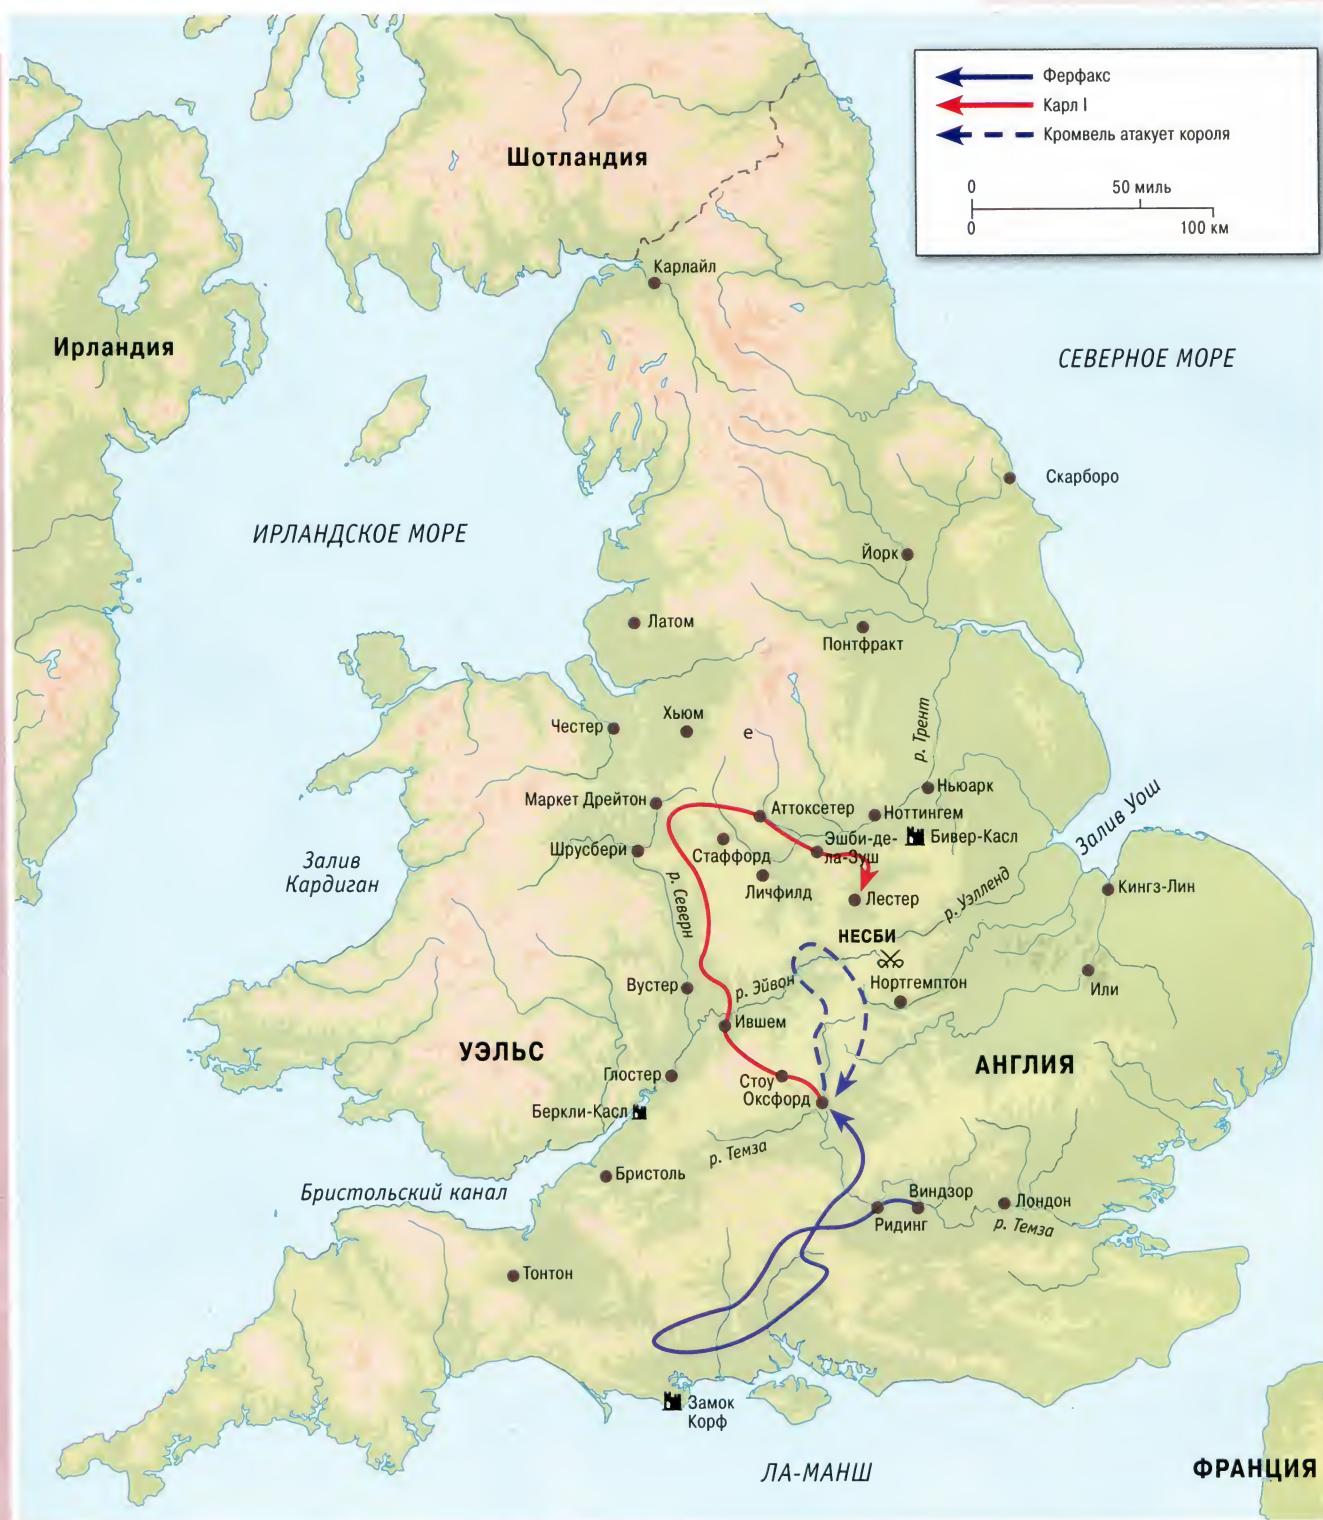 Ферфакс
Карл I
Кромвель атакует короля
0
50 миль
0
100 км
Шотландия
Карлайл
Ирландия
СЕВЕРНОЕ МОРЕ
Скарборо
ИРЛАНДСКОЕ МОРЕ
Йорк
Латом
Понтфракт
Честер
Хьюм
е
р. Трент
Маркет Дрейтон
Аттоксетер
Ньюарк
Ноттингем
Залив Уош
Шрусбери
Стаффорд
Эшби-де-
ла-Зуш
Бивер-Касл
Залив
Кардиган
р. Северн
Личфилд
Лестер
р. Уэлленд
Кингз-Лин
НЕСБИ
Вустер
р. Эйвон
Нортгемптон
Или
Ившем
УЭЛЬС
АНГЛИЯ
Глостер
Стоу
Оксфорд
Беркли-Касл
р. Темза
Бристоль
Бристольский канал
Виндзор
Лондон
Ридинг
р. Темза
Тонтон
Замок
Корф
ЛА-МАНШ
ФРАНЦИЯ